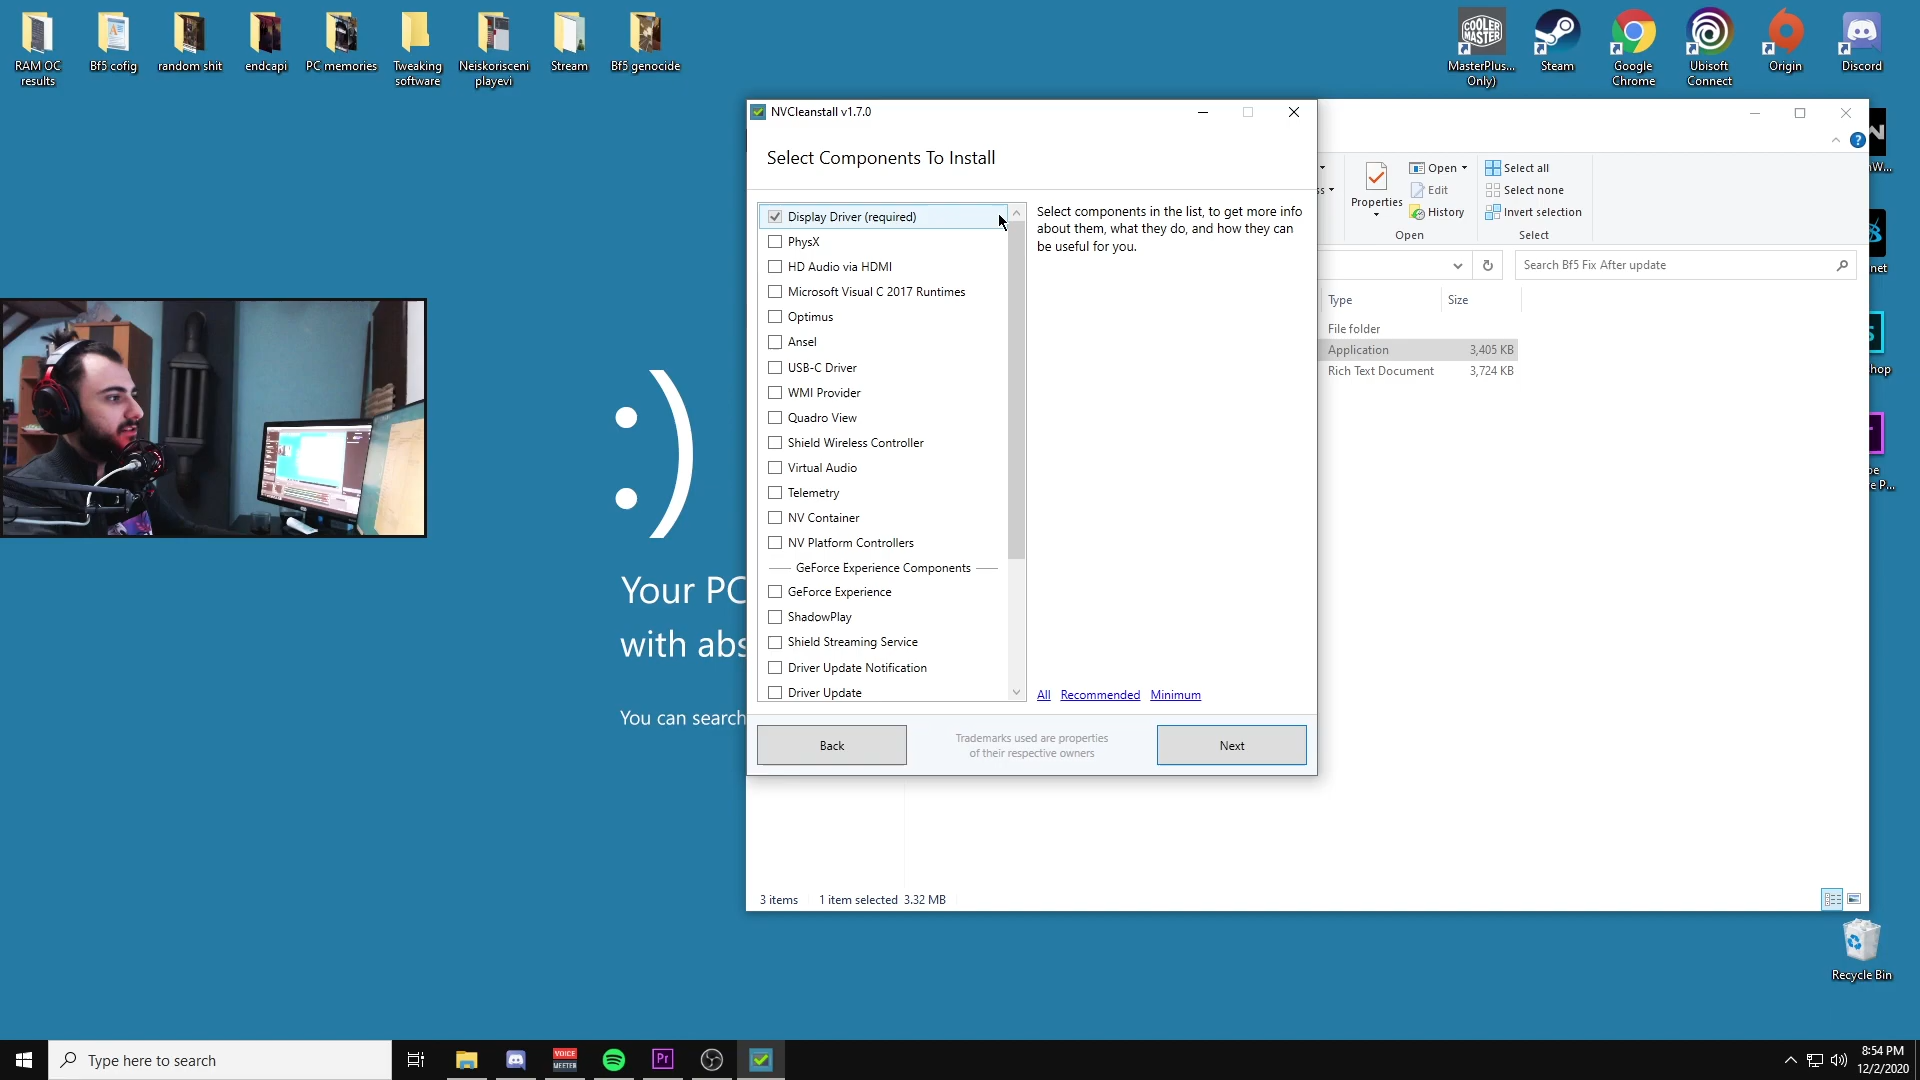 RAM OC
results
Bf5 cofig
random shit
endcapi
PC memories
Tweaking
software
Neiskorisceni
playevi
Stream
Bf5 genocide
COOLER
MASTER
MasterPlus...
Only)
Steam
Google
Chrome
Ubisoft
Connect
Origin
Discord
NVCleanstall v1.7.0
Select Components To Install
Display Driver (required)
PhysX
HD Audio via HDMI
Microsoft Visual C 2017 Runtimes
Optimus
Ansel
USB-C Driver
WMI Provider
Quadro View
Shield Wireless Controller
Virtual Audio
Telemetry
NV Container
NV Platform Controllers
GeForce Experience Components
GeForce Experience
ShadowPlay
Shield Streaming Service
Driver Update Notification
Driver Update
Select components in the list, to get more info
about them, what they do, and how they can
be useful for you.
All Recommended Minimum
Back
Trademarks used are properties
of their respective owners
Next
Properties
Open
Edit
History
Open
Select all
Select none
Invert selection
Select
Search Bf5 Fix After update
Type Size
File folder
Application 3,405 KB
Rich Text Document 3,724 KB
3 items 1 item selected 3.32 MB
:)
Your PC
with abs
You can search
Recycle Bin
Type here to search
VOICE
MEETER
Pr
8:54 PM
12/2/2020